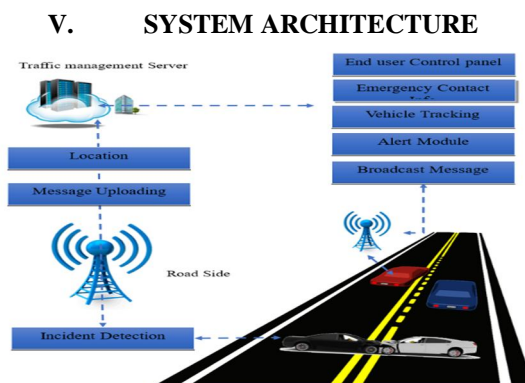 V. SYSTEM ARCHITECTURE
Traffic management Server
End user Control panel
Emergency Contact
Vehicle Tracking
Alert Module
Broadcast Message
Location
Message Uploading
Road Side
Incident Detection